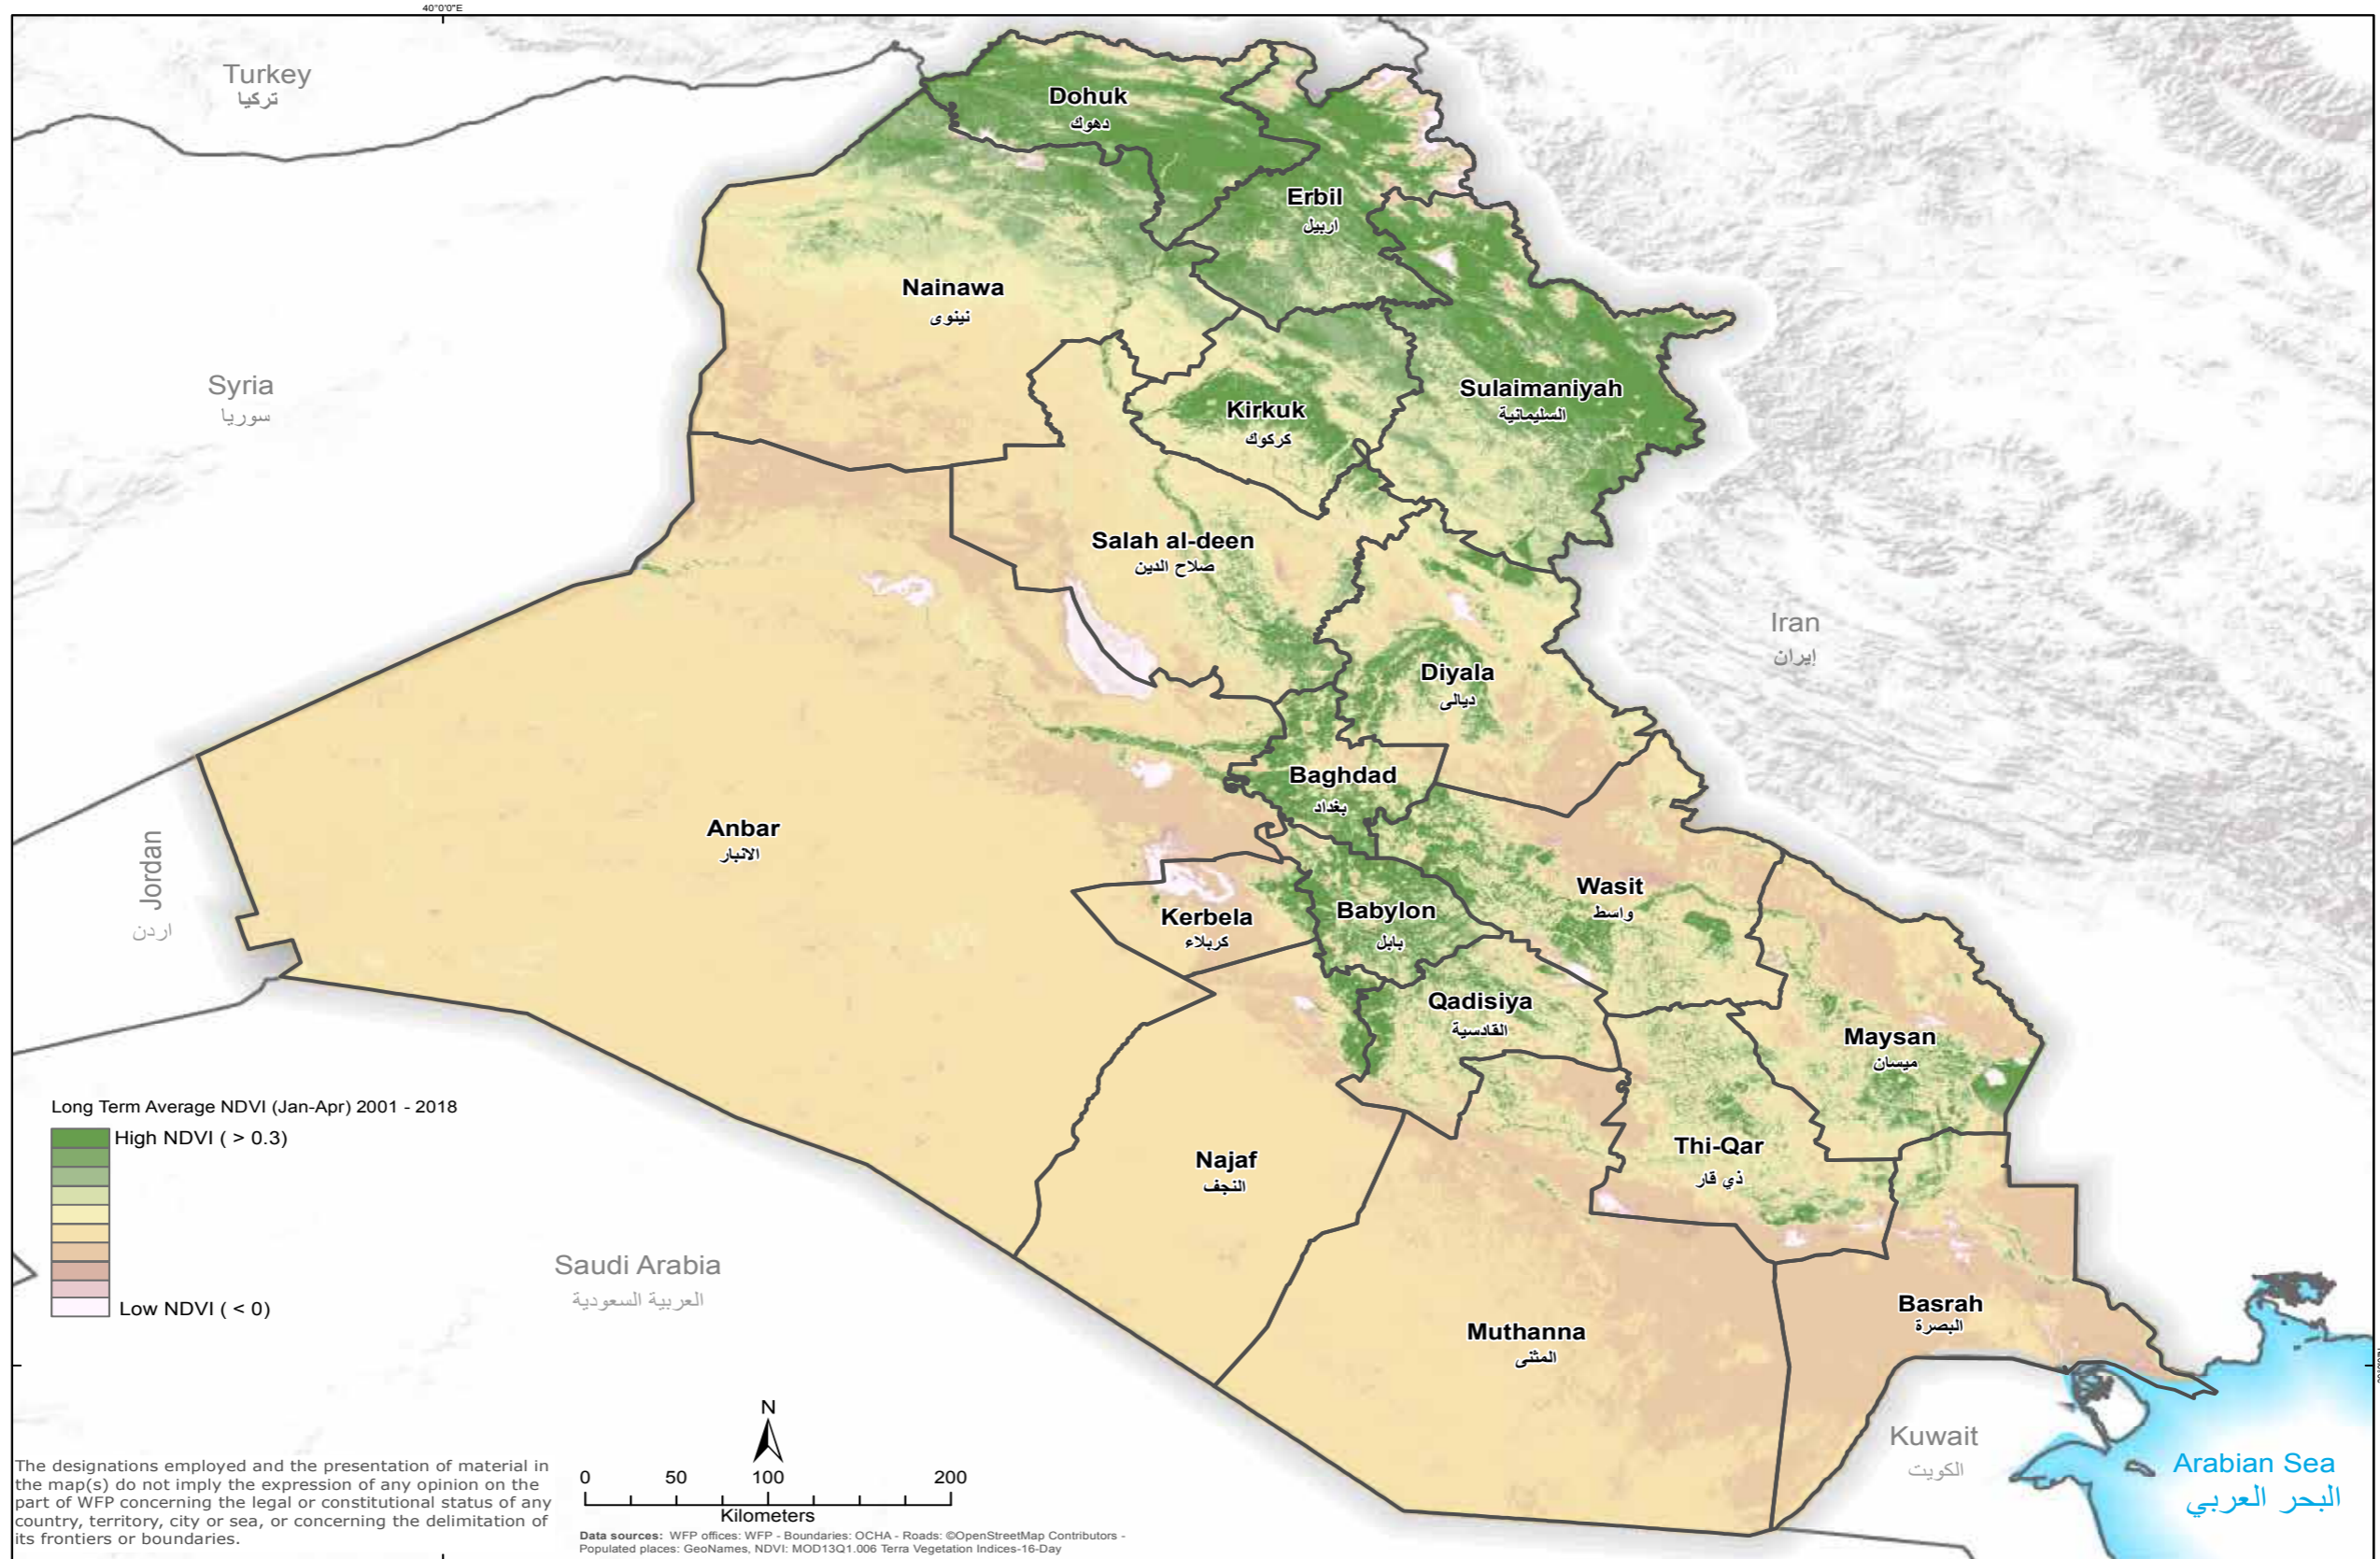 40°0'0"E
Turkey
تركيا
Dohuk
دهوك
Erbil
اربيل
Nainawa
نينوى
Syria
سوريا
Sulaimaniyah
السليمانية
Kirkuk
كركوك
Salah al-deen
صلاح الدين
Iran
إيران
Diyala
ديالى
Baghdad
بغداد
Anbar
الانبار
Jordan
اردن
Wasit
واسط
Kerbela
كربلاء
Babylon
بابل
Qadisiya
القادسية
Maysan
ميسان
Long Term Average NDVI (Jan-Apr) 2001 - 2018
High NDVI ( > 0.3)
Low NDVI ( < 0)
Thi-Qar
ذي قار
Najaf
النجف
Saudi Arabia
العربية السعودية
Basrah
البصرة
Muthanna
المثنى
Kuwait
الكويت
Arabian Sea
البحر العربي
N
0 50 100 200
Kilometers
The designations employed and the presentation of material in
the map(s) do not imply the expression of any opinion on the
part of WFP concerning the legal or constitutional status of any
country, territory, city or sea, or concerning the delimitation of
its frontiers or boundaries.
Data sources: WFP offices: WFP - Boundaries: OCHA - Roads: ©OpenStreetMap Contributors -
Populated places: GeoNames, NDVI: MOD13Q1.006 Terra Vegetation Indices-16-Day